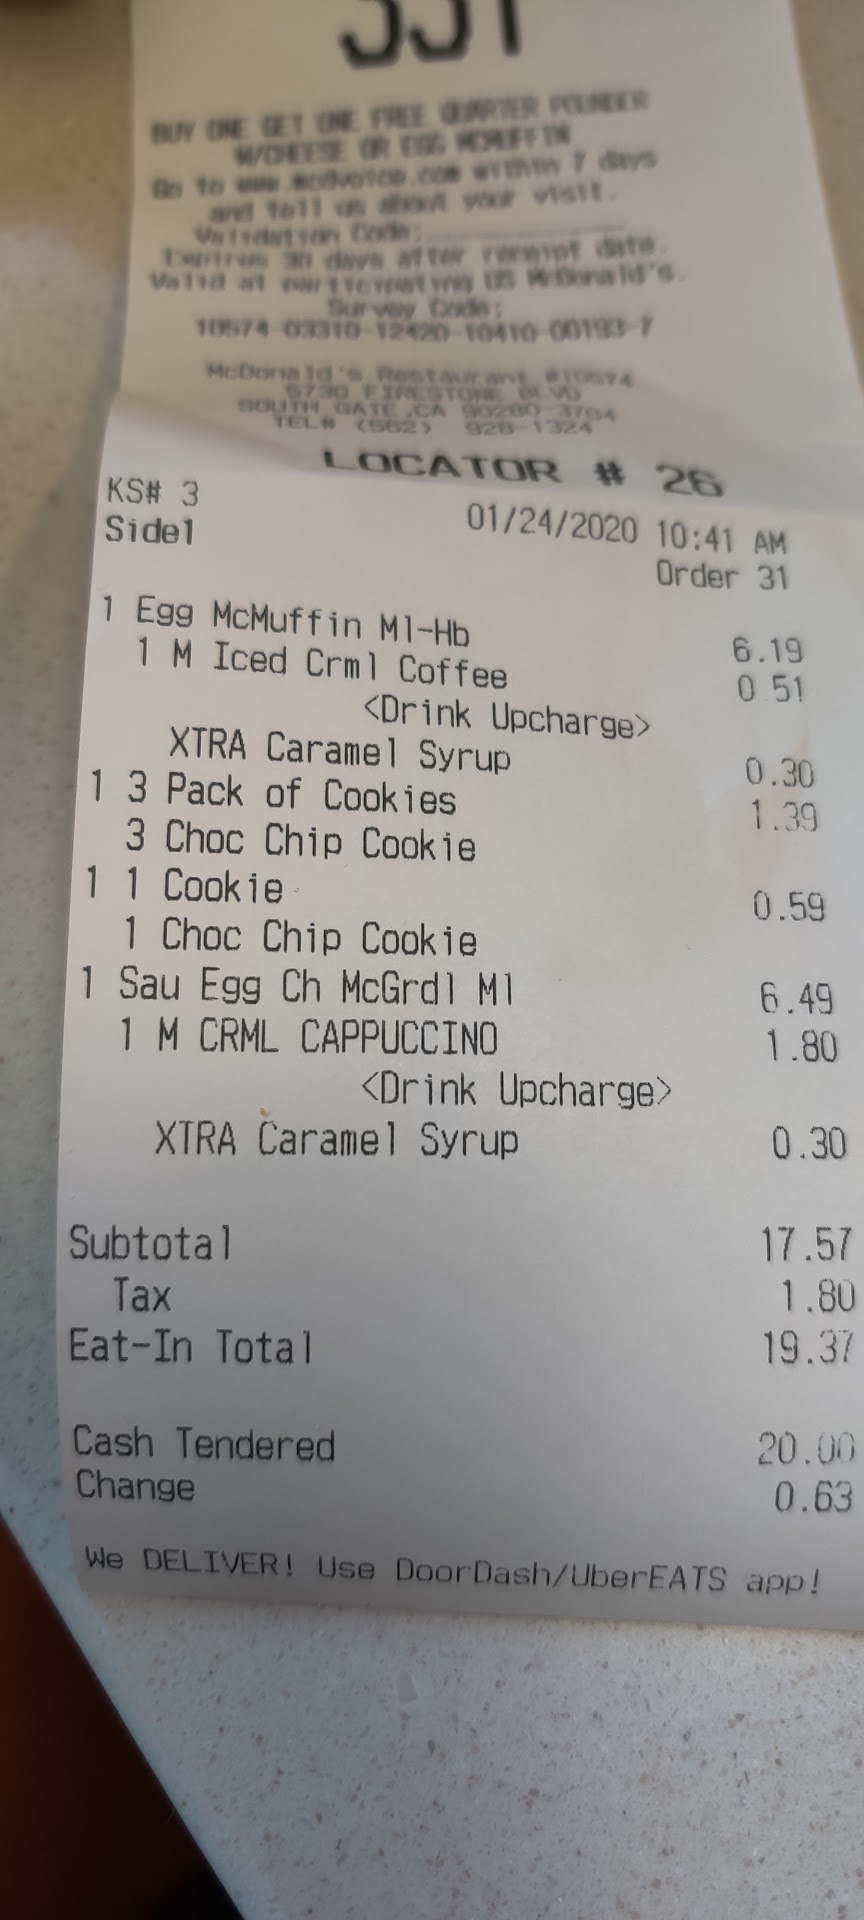 331
BUY ONE GET ONE FREE QUARTER POUNDER
W/CHEESE OR EGG MCMUFFIN
Go to www.mcdvoice.com within 7 days
and tell us about your visit.
Validation Code:
Expires 30 days after receipt date.
Valid at participating US McDonald's.
Survey Code:
10574-03310-12420-10410-00193-7
McDonald's Restaurant #10574
5730 FIRESTONE BLVD
SOUTH GATE,CA 90280-3704
TEL# (562) 928-1324
LOCATOR # 26
KS# 3
01/24/2020 10:41 AM
Side1
Order 31
1 Egg McMuffin Ml-Hb 6.19
1 M Iced Crml Coffee 0.51
<Drink Upcharge>
XTRA Caramel Syrup 0.30
1 3 Pack of Cookies 1.39
3 Choc Chip Cookie
1 1 Cookie 0.59
1 Choc Chip Cookie
1 Sau Egg Ch McGrdl Ml 6.49
1 M CRML CAPPUCCINO 1.80
<Drink Upcharge>
XTRA Caramel Syrup 0.30
Subtotal 17.57
Tax 1.80
Eat-In Total 19.37
Cash Tendered 20.00
Change 0.63
We DELIVER! Use DoorDash/UberEATS app!